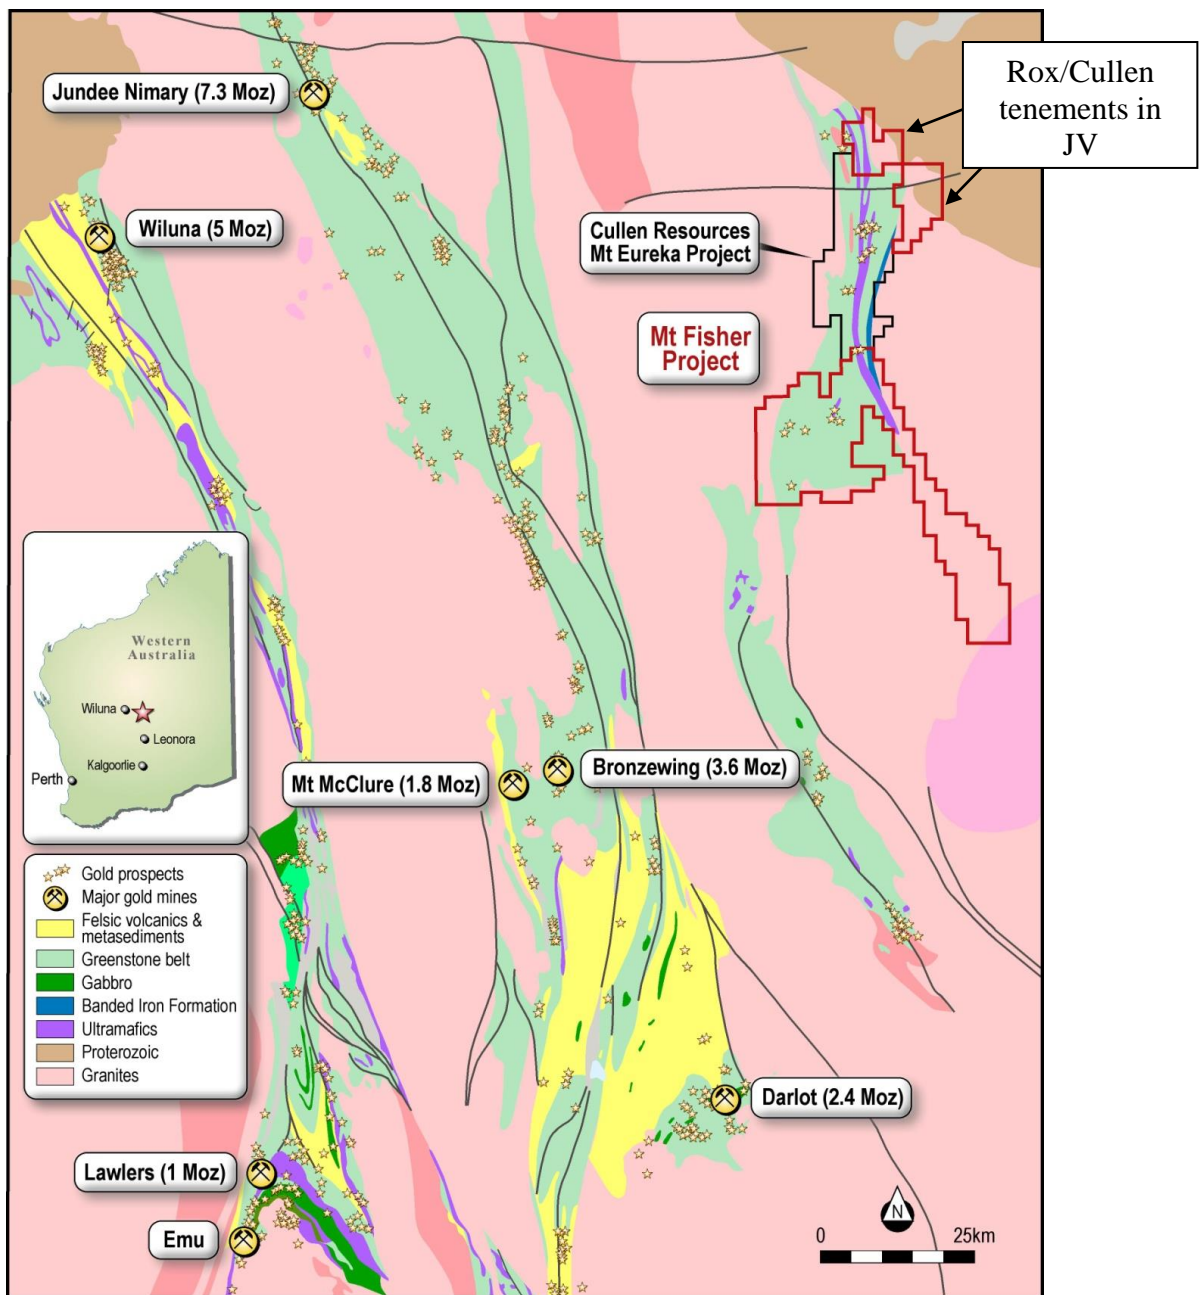 Rox/Cullen
tenements in
JV
Jundee Nimary (7.3 Moz)
Wiluna (5 Moz)
Cullen Resources
Mt Eureka Project
Mt Fisher
Project
Western
Australia
Wiluna
Leonora
Kalgoorlie
Perth
Mt McClure (1.8 Moz)
Bronzewing (3.6 Moz)
Gold prospects
Major gold mines
Felsic volcanics &
metasediments
Greenstone belt
Gabbro
Banded Iron Formation
Ultramafics
Proterozoic
Granites
Darlot (2.4 Moz)
Lawlers (1 Moz)
Emu
N
0 25km